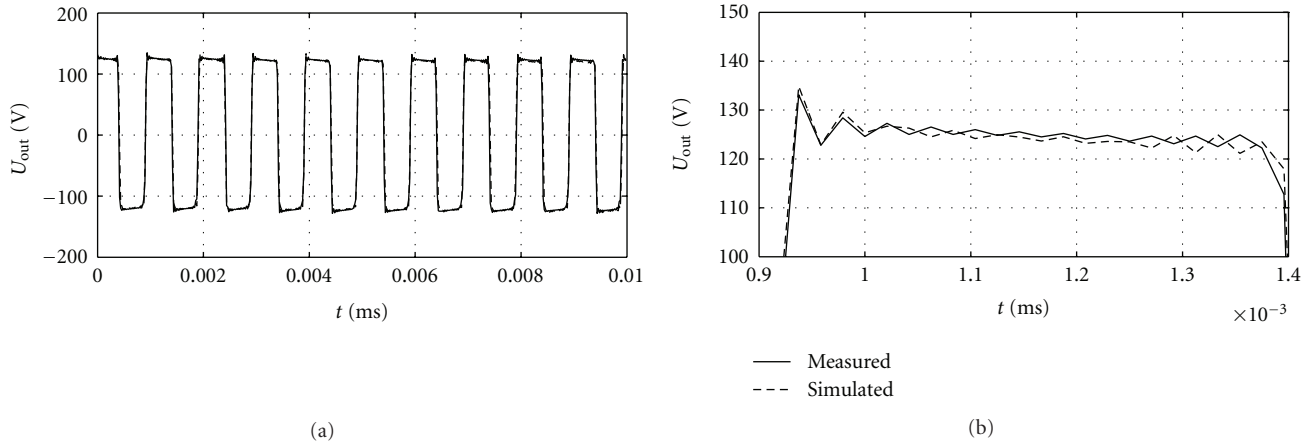 200
100
0
−100
−200
U_out (V)
0 0.002 0.004 0.006 0.008 0.01
t (ms)
(a)
150
140
130
120
110
100
U_out (V)
0.9 1 1.1 1.2 1.3 1.4
t (ms)
×10⁻³
Measured
Simulated
(b)